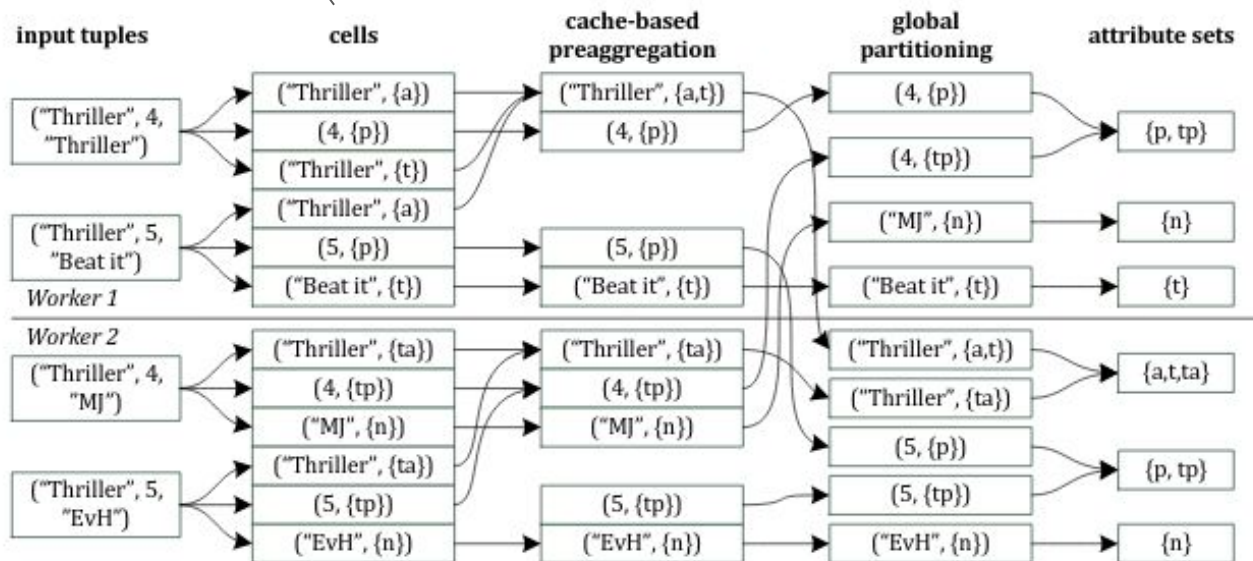 input tuples
cells
cache-based
preaggregation
global
partitioning
attribute sets
("Thriller", 4,
"Thriller")
("Thriller", 5,
"Beat it")
Worker 1
("Thriller", {a})
(4, {p})
("Thriller", {t})
("Thriller", {a})
(5, {p})
("Beat it", {t})
("Thriller", {a,t})
(4, {p})
(5, {p})
("Beat it", {t})
(4, {p})
(4, {tp})
("MJ", {n})
("Beat it", {t})
{p, tp}
{n}
{t}
Worker 2
("Thriller", 4,
"MJ")
("Thriller", 5,
"EvH")
("Thriller", {ta})
(4, {tp})
("MJ", {n})
("Thriller", {ta})
(5, {tp})
("EvH", {n})
("Thriller", {ta})
(4, {tp})
("MJ", {n})
(5, {tp})
("EvH", {n})
("Thriller", {a,t})
("Thriller", {ta})
(5, {p})
(5, {tp})
("EvH", {n})
{a,t,ta}
{p, tp}
{n}